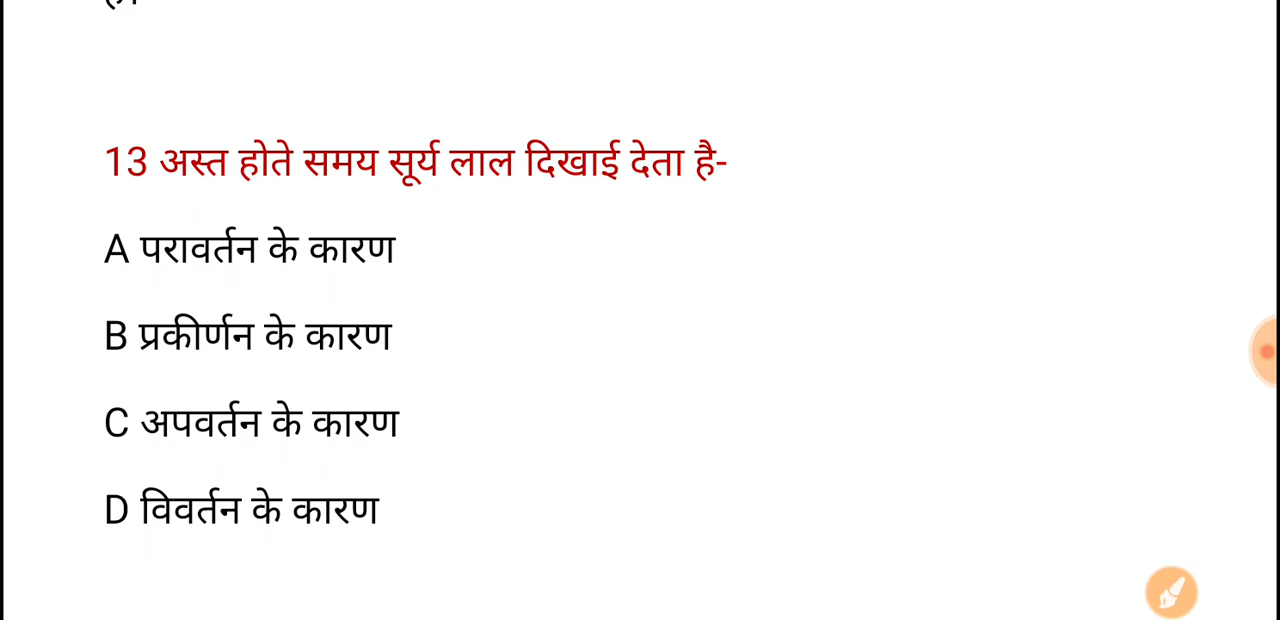 13 अस्त होते समय सूर्य लाल दिखाई देता है-
A परावर्तन के कारण
B प्रकीर्णन के कारण
C अपवर्तन के कारण
D विवर्तन के कारण